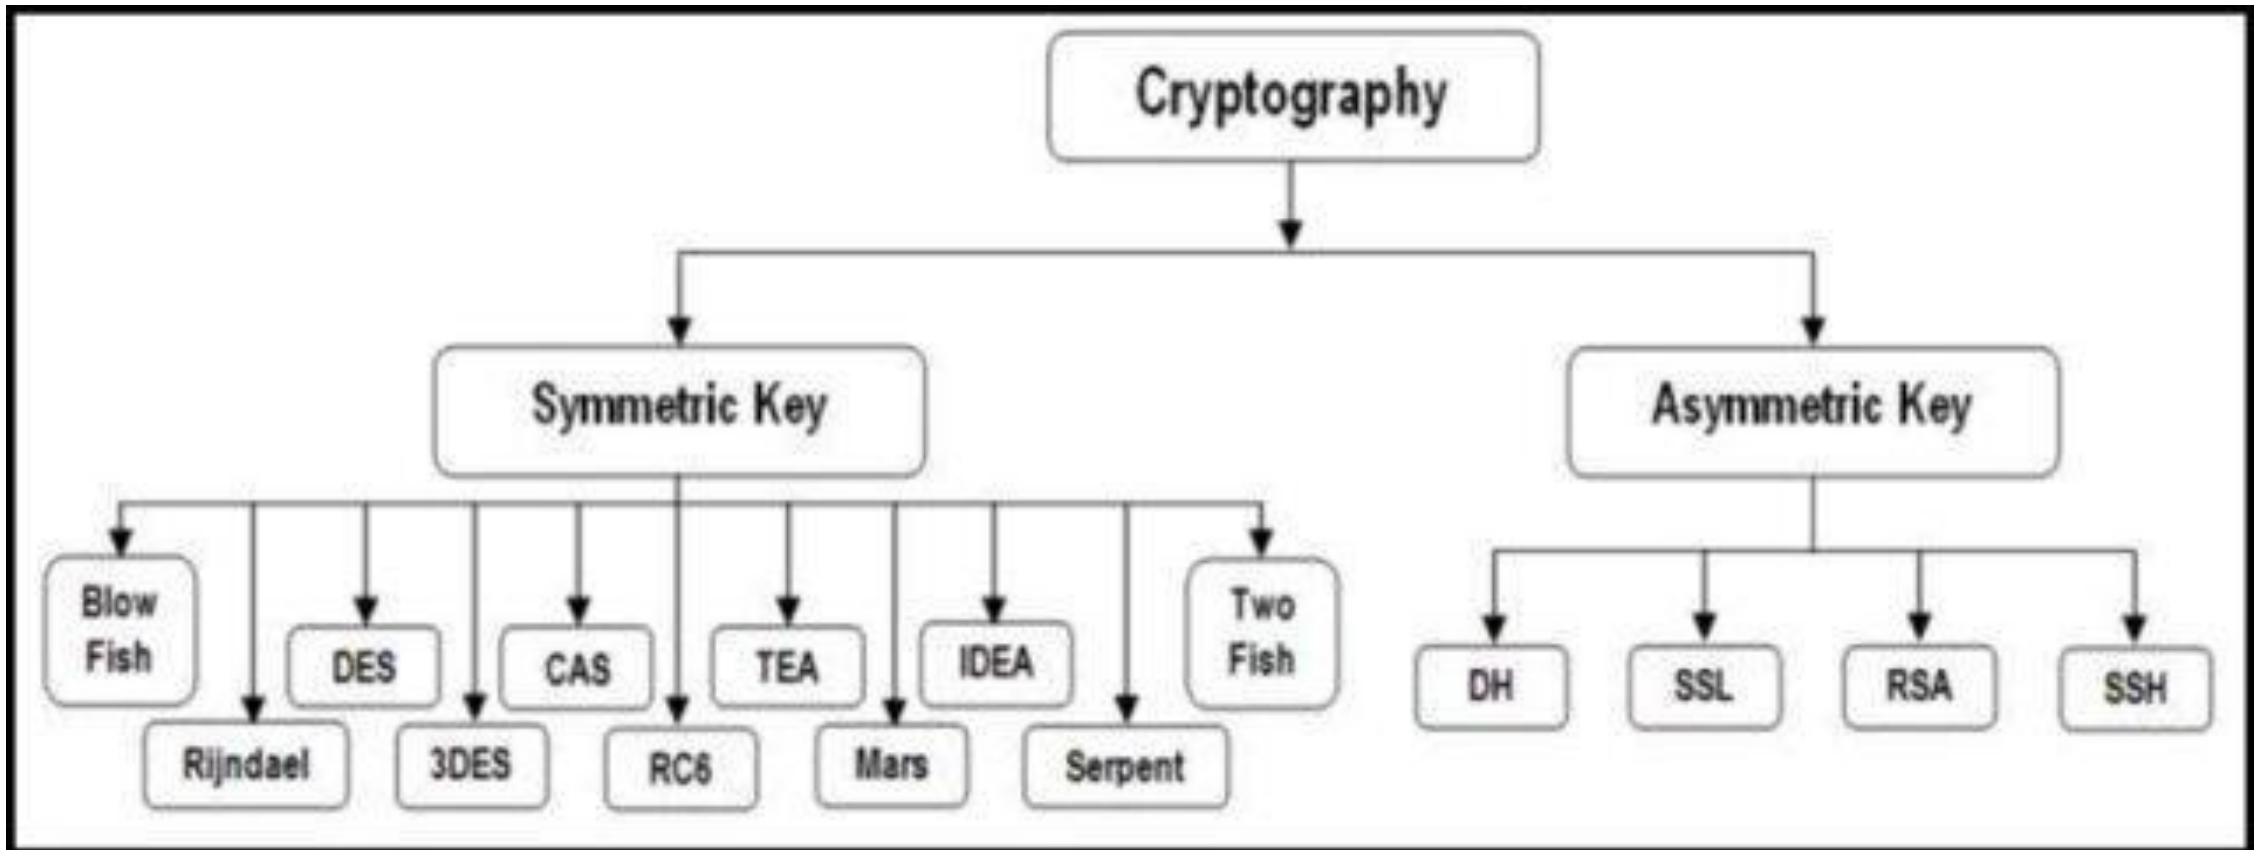 Cryptography
Symmetric Key
Asymmetric Key
Blow
Fish
Rijndael
DES
3DES
CAS
RC6
TEA
Mars
IDEA
Serpent
Two
Fish
DH
SSL
RSA
SSH